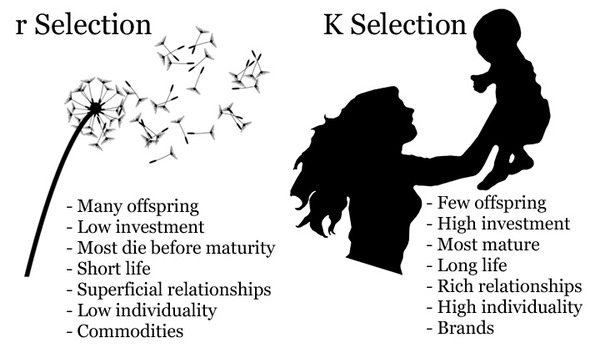 r Selection
- Many offspring
- Low investment
- Most die before maturity
- Short life
- Superficial relationships
- Low individuality
- Commodities
K Selection
- Few offspring
- High investment
- Most mature
- Long life
- Rich relationships
- High individuality
- Brands